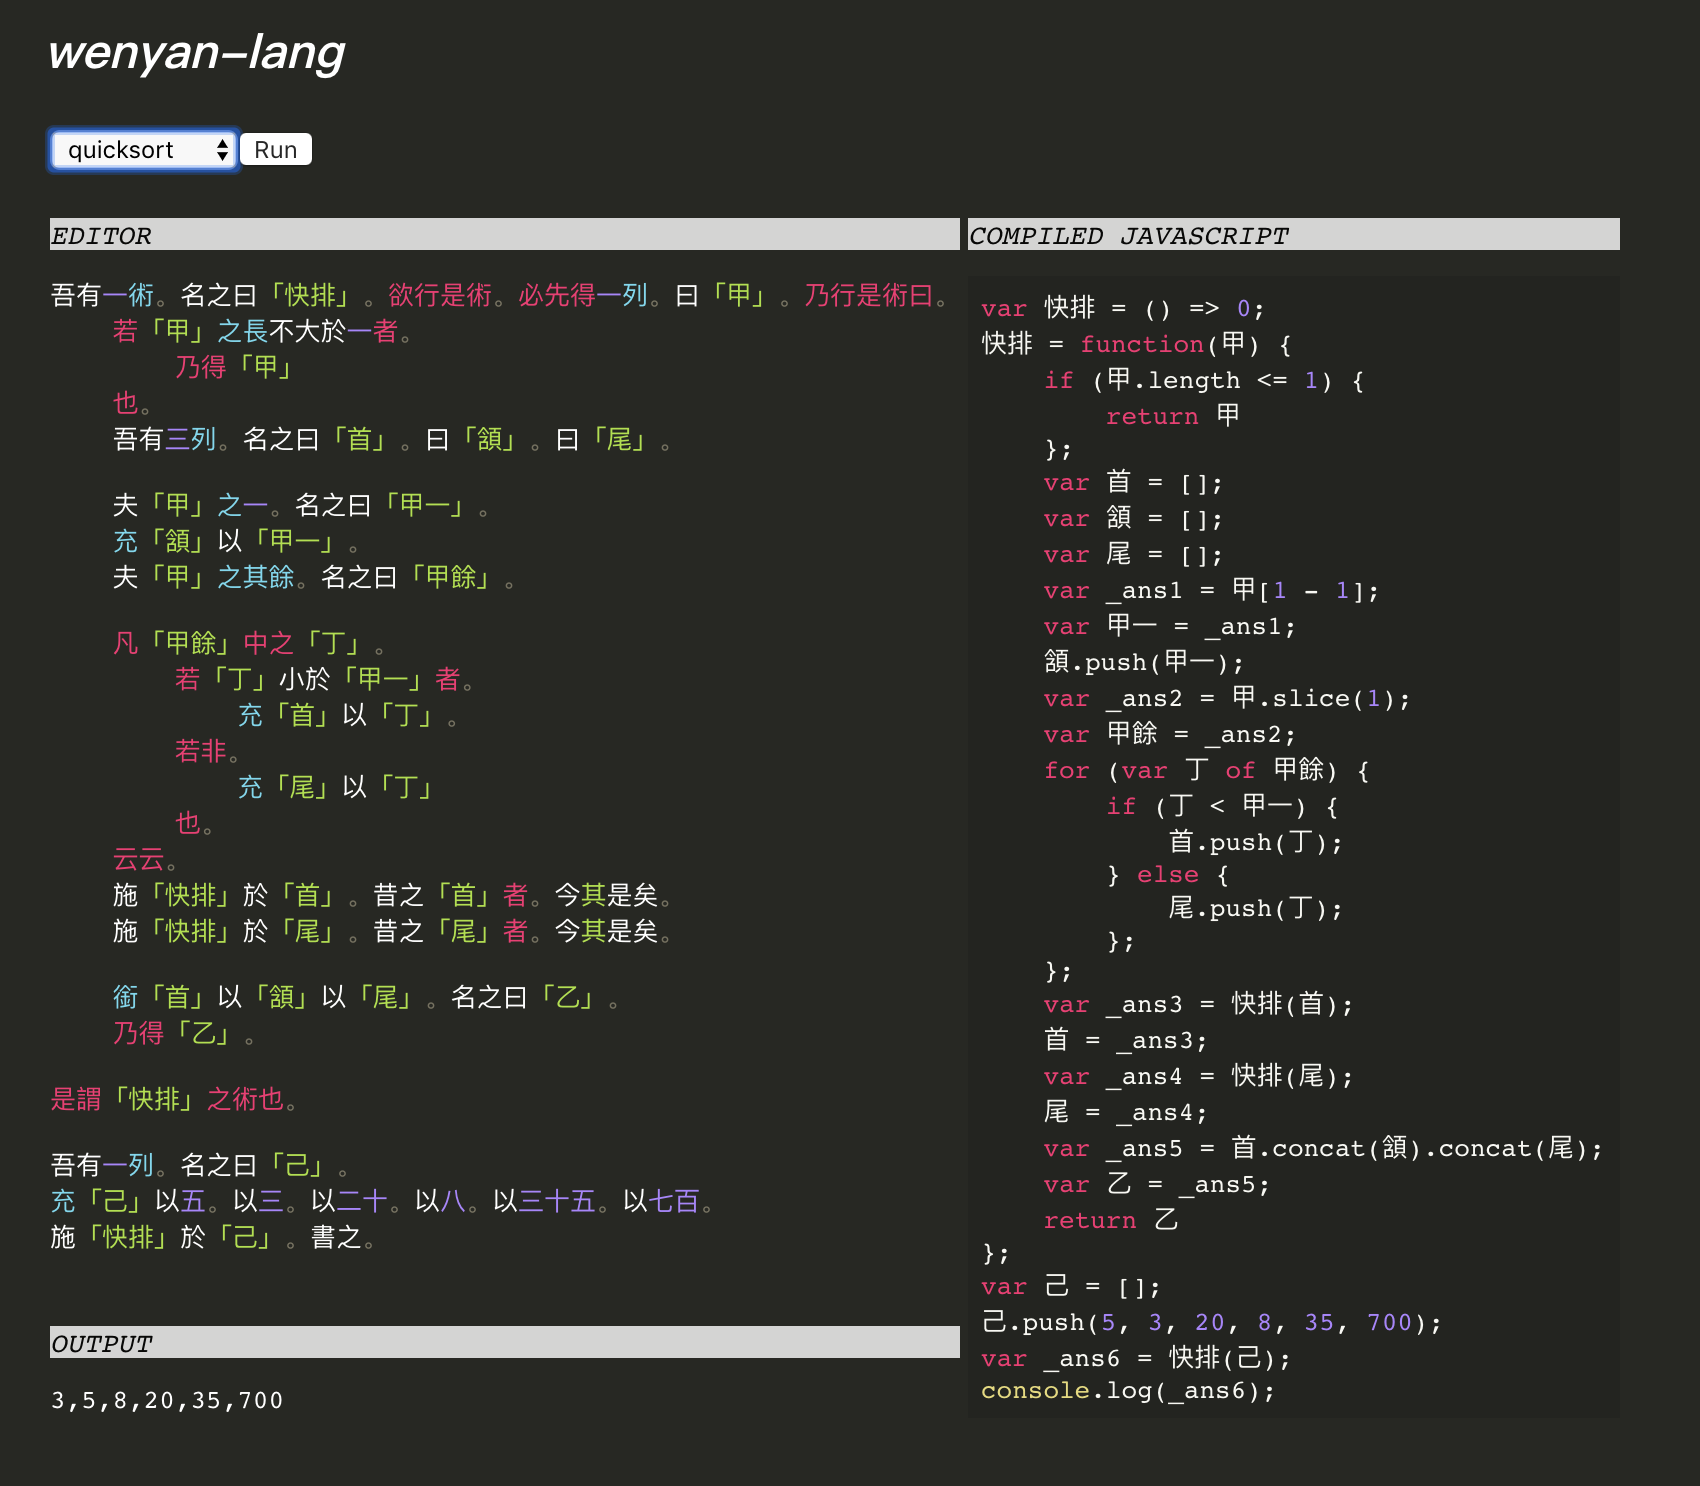 wenyan-lang
quicksort Run
EDITOR
吾有一術。名之曰「快排」。欲行是術。必先得一列。曰「甲」。乃行是術曰。
若「甲」之長不大於一者。
乃得「甲」
也。
吾有三列。名之曰「首」。曰「頷」。曰「尾」。
夫「甲」之一。名之曰「甲一」。
充「頷」以「甲一」。
夫「甲」之其餘。名之曰「甲餘」。
凡「甲餘」中之「丁」。
若「丁」小於「甲一」者。
充「首」以「丁」。
若非。
充「尾」以「丁」
也。
云云。
施「快排」於「首」。昔之「首」者。今其是矣。
施「快排」於「尾」。昔之「尾」者。今其是矣。
銜「首」以「頷」以「尾」。名之曰「乙」。
乃得「乙」。
是謂「快排」之術也。
吾有一列。名之曰「己」。
充「己」以五。以三。以二十。以八。以三十五。以七百。
施「快排」於「己」。書之。
OUTPUT
3,5,8,20,35,700
COMPILED JAVASCRIPT
var 快排 = () => 0;
快排 = function(甲) {
if (甲.length <= 1) {
return 甲
};
var 首 = [];
var 頷 = [];
var 尾 = [];
var _ans1 = 甲[1 - 1];
var 甲一 = _ans1;
頷.push(甲一);
var _ans2 = 甲.slice(1);
var 甲餘 = _ans2;
for (var 丁 of 甲餘) {
if (丁 < 甲一) {
首.push(丁);
} else {
尾.push(丁);
};
};
var _ans3 = 快排(首);
首 = _ans3;
var _ans4 = 快排(尾);
尾 = _ans4;
var _ans5 = 首.concat(頷).concat(尾);
var 乙 = _ans5;
return 乙
};
var 己 = [];
己.push(5, 3, 20, 8, 35, 700);
var _ans6 = 快排(己);
console.log(_ans6);